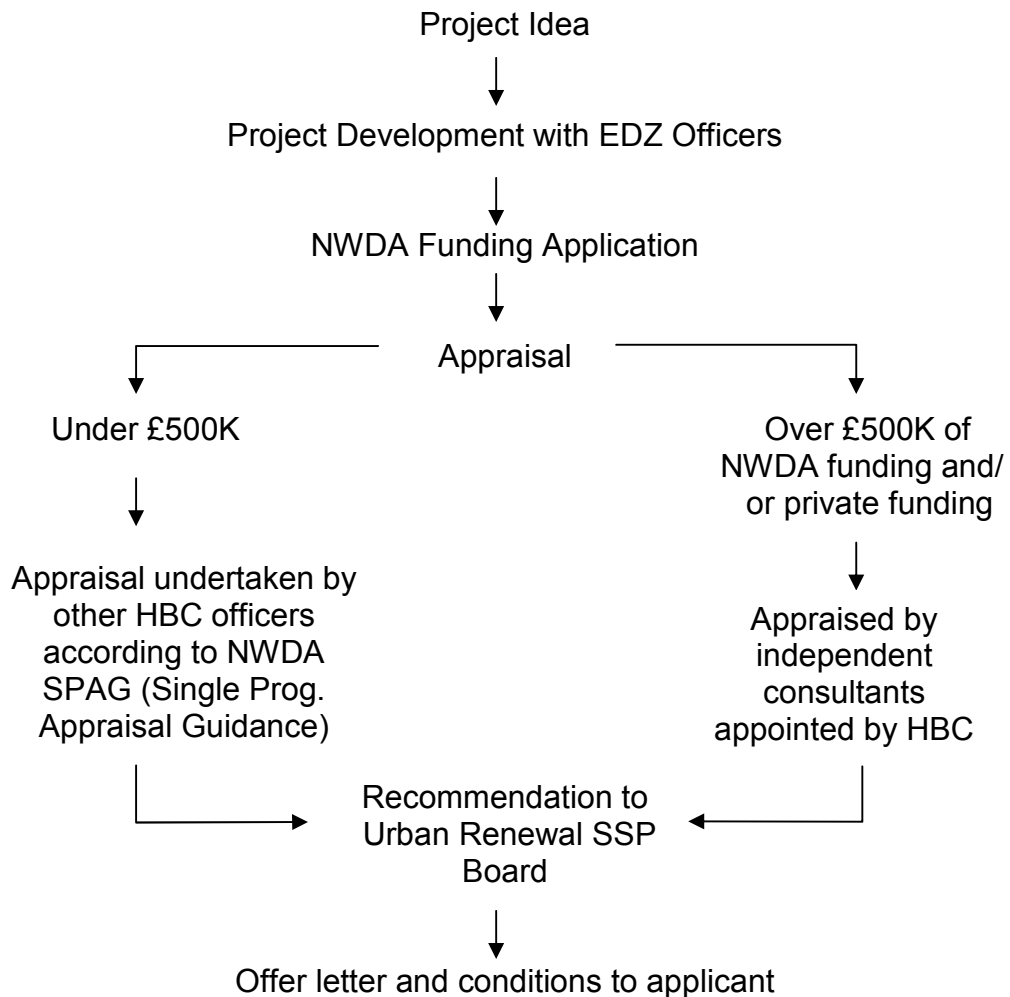 Project Idea
Project Development with EDZ Officers
NWDA Funding Application
Appraisal
Under £500K
Over £500K of
NWDA funding and/
or private funding
Appraisal undertaken by
other HBC officers
according to NWDA
SPAG (Single Prog.
Appraisal Guidance)
Appraised by
independent
consultants
appointed by HBC
Recommendation to
Urban Renewal SSP
Board
Offer letter and conditions to applicant